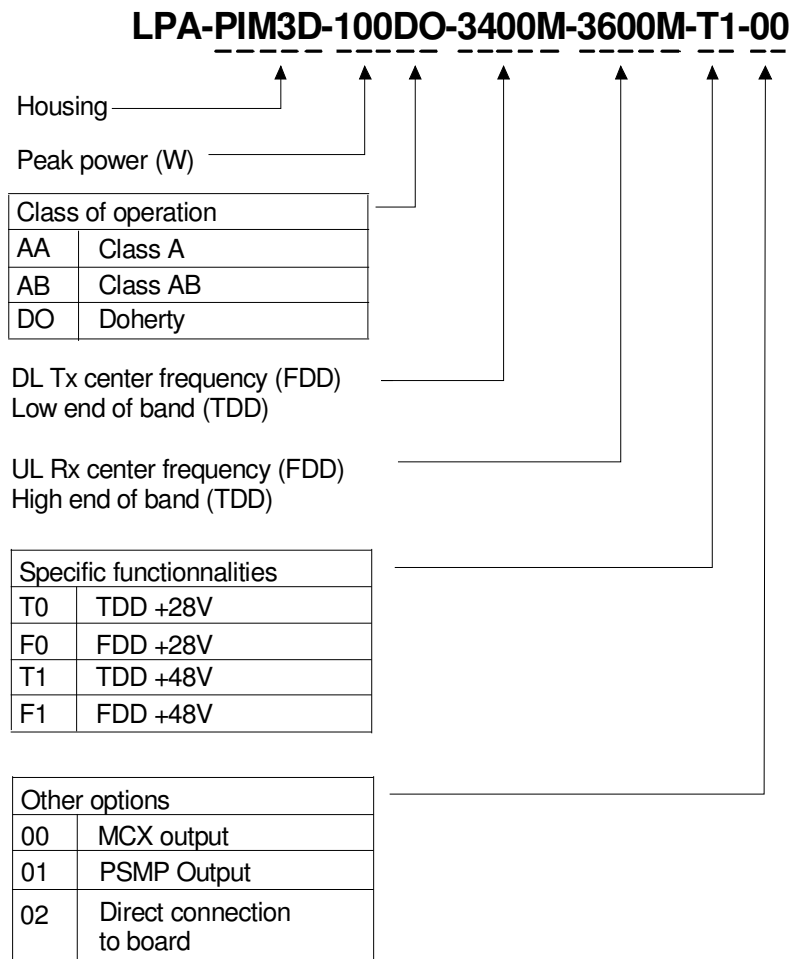 LPA-PIM3D-100DO-3400M-3600M-T1-00
Housing
Peak power (W)
Class of operation
AA Class A
AB Class AB
DO Doherty
DL Tx center frequency (FDD)
Low end of band (TDD)
UL Rx center frequency (FDD)
High end of band (TDD)
Specific functionnalities
T0 TDD +28V
F0 FDD +28V
T1 TDD +48V
F1 FDD +48V
Other options
00 MCX output
01 PSMP Output
02 Direct connection
to board